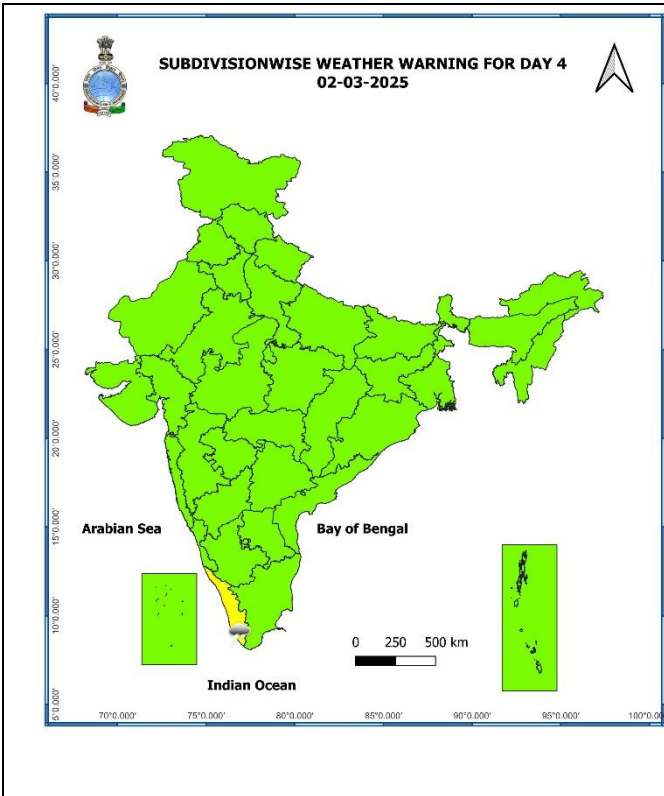 SUBDIVISIONWISE WEATHER WARNING FOR DAY 4
02-03-2025
40°0.000'
35°0.000'
30°0.000'
25°0.000'
20°0.000'
15°0.000'
10°0.000'
5°0.000'
Arabian Sea
Bay of Bengal
0 250 500 km
Indian Ocean
70°0.000' 75°0.000' 80°0.000' 85°0.000' 90°0.000' 95°0.000' 100°0.00